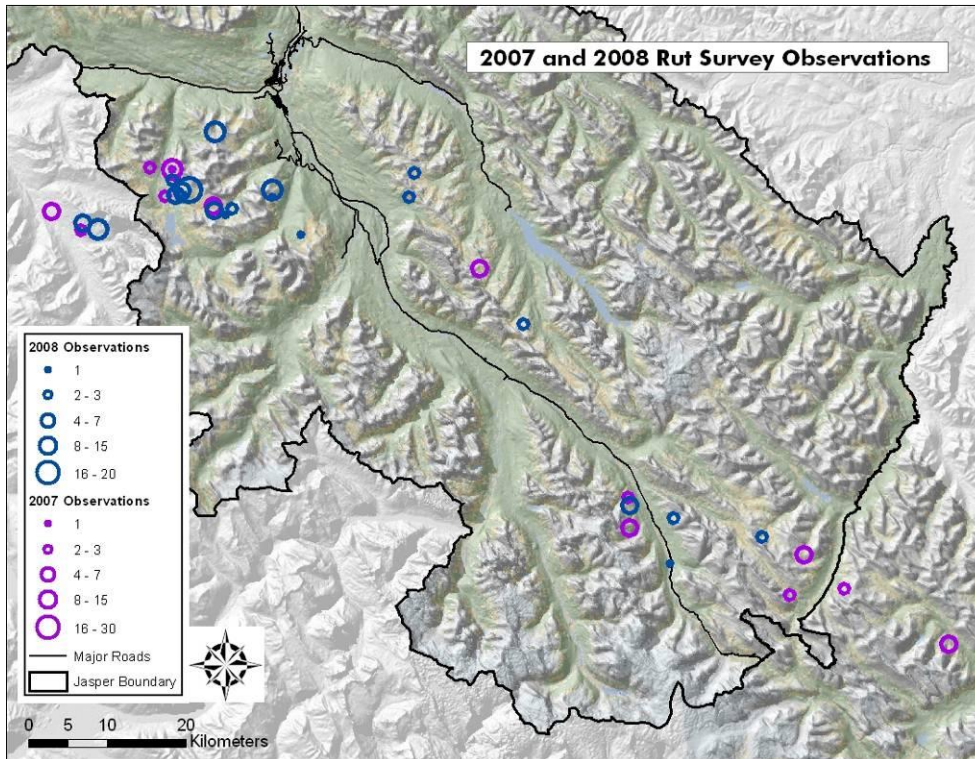 2007 and 2008 Rut Survey Observations
2008 Observations
1
2 - 3
4 - 7
8 - 15
16 - 20
2007 Observations
1
2 - 3
4 - 7
8 - 15
16 - 30
Major Roads
Jasper Boundary
0 5 10 20
Kilometers